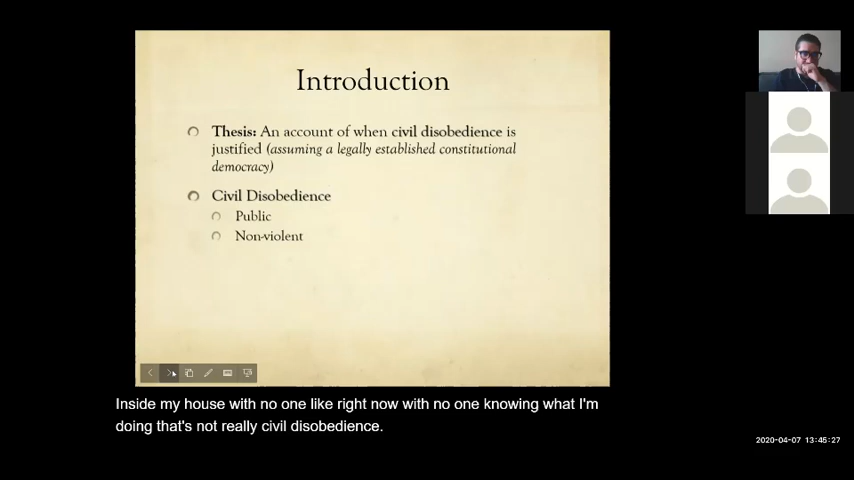 Introduction
Thesis: An account of when civil disobedience is
justified (assuming a legally established constitutional
democracy)
Civil Disobedience
Public
Non-violent
Inside my house with no one like right now with no one knowing what I'm
doing that's not really civil disobedience.
2020-04-07 13:45:27